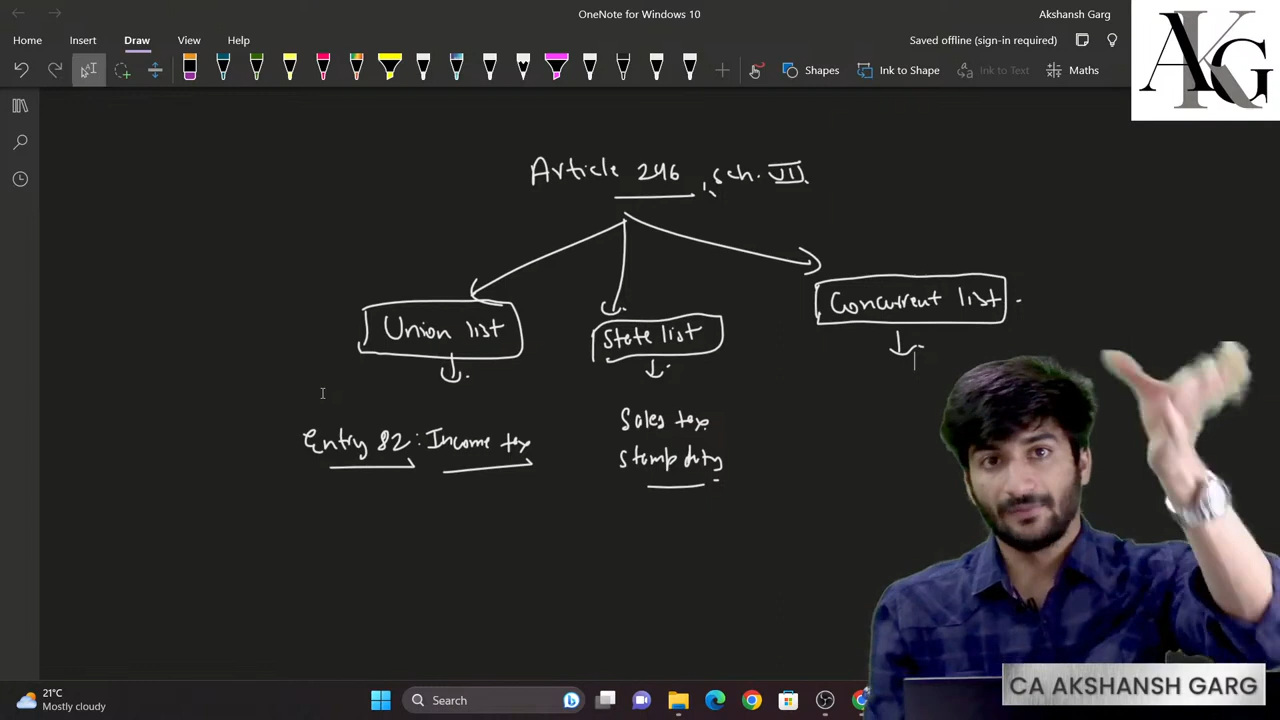 OneNote for Windows 10
Akshansh Garg
Home Insert Draw View Help
Saved offline (sign-in required)
Shapes Ink to Shape Ink to Text Maths
AKG
Article 246, sch. VII
Union list
State list
Concurrent list
Entry 82 : Income tax
Sales tax
Stamp duty
CA AKSHANSH GARG
21°C
Mostly cloudy
Search